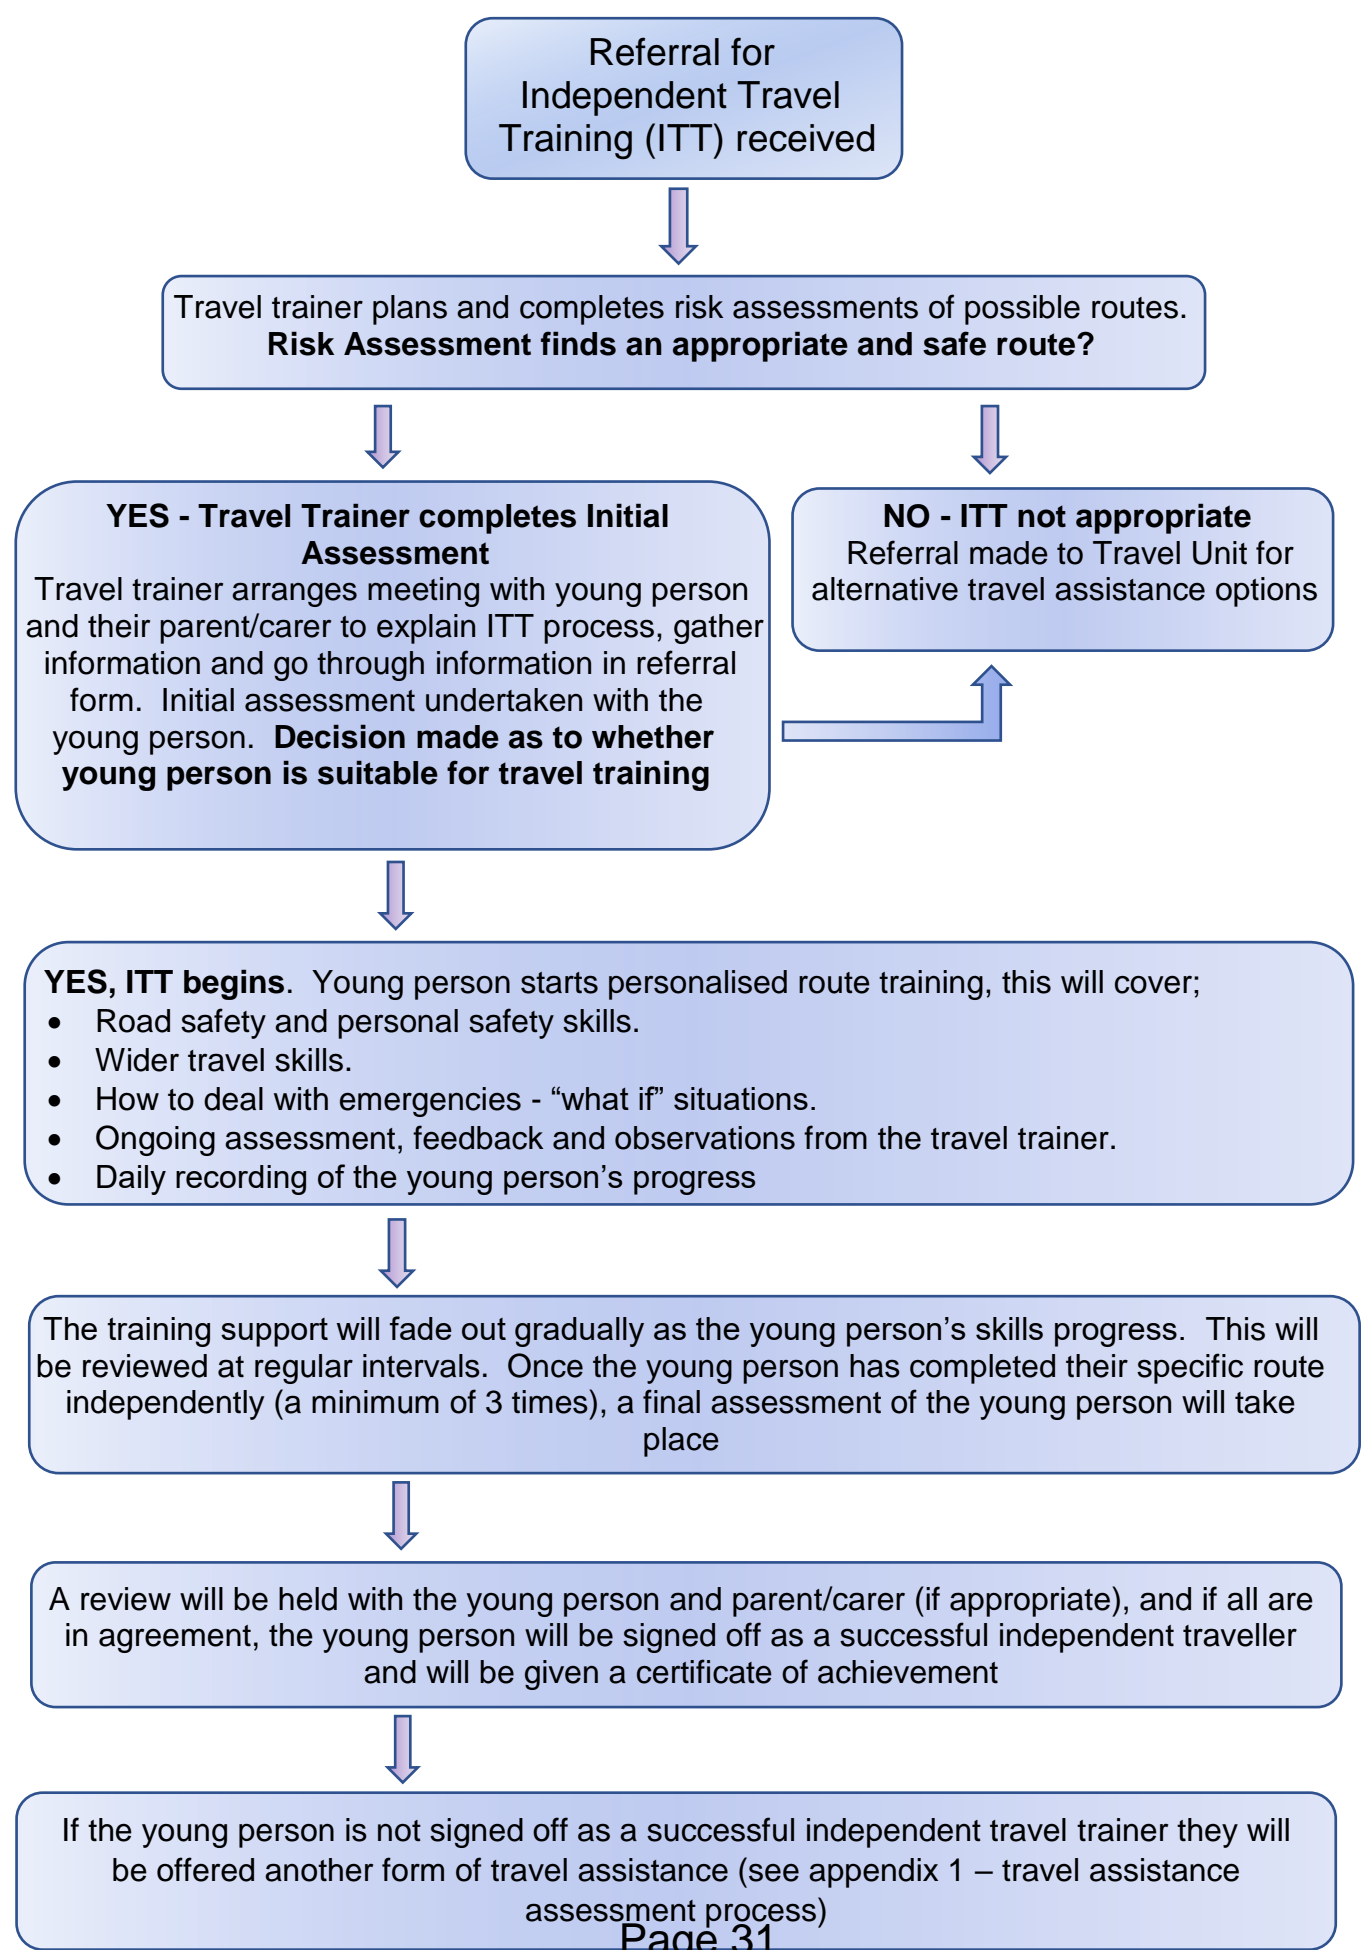 Referral for
Independent Travel
Training (ITT) received
Travel trainer plans and completes risk assessments of possible routes.
Risk Assessment finds an appropriate and safe route?
YES - Travel Trainer completes Initial
Assessment
Travel trainer arranges meeting with young person
and their parent/carer to explain ITT process, gather
information and go through information in referral
form.  Initial assessment undertaken with the
young person.  Decision made as to whether
young person is suitable for travel training
NO - ITT not appropriate
Referral made to Travel Unit for
alternative travel assistance options
YES, ITT begins.  Young person starts personalised route training, this will cover;
• Road safety and personal safety skills.
• Wider travel skills.
• How to deal with emergencies - “what if” situations.
• Ongoing assessment, feedback and observations from the travel trainer.
• Daily recording of the young person’s progress
The training support will fade out gradually as the young person’s skills progress.  This will
be reviewed at regular intervals.  Once the young person has completed their specific route
independently (a minimum of 3 times), a final assessment of the young person will take
place
A review will be held with the young person and parent/carer (if appropriate), and if all are
in agreement, the young person will be signed off as a successful independent traveller
and will be given a certificate of achievement
If the young person is not signed off as a successful independent travel trainer they will
be offered another form of travel assistance (see appendix 1 – travel assistance
assessment process)
Page 31